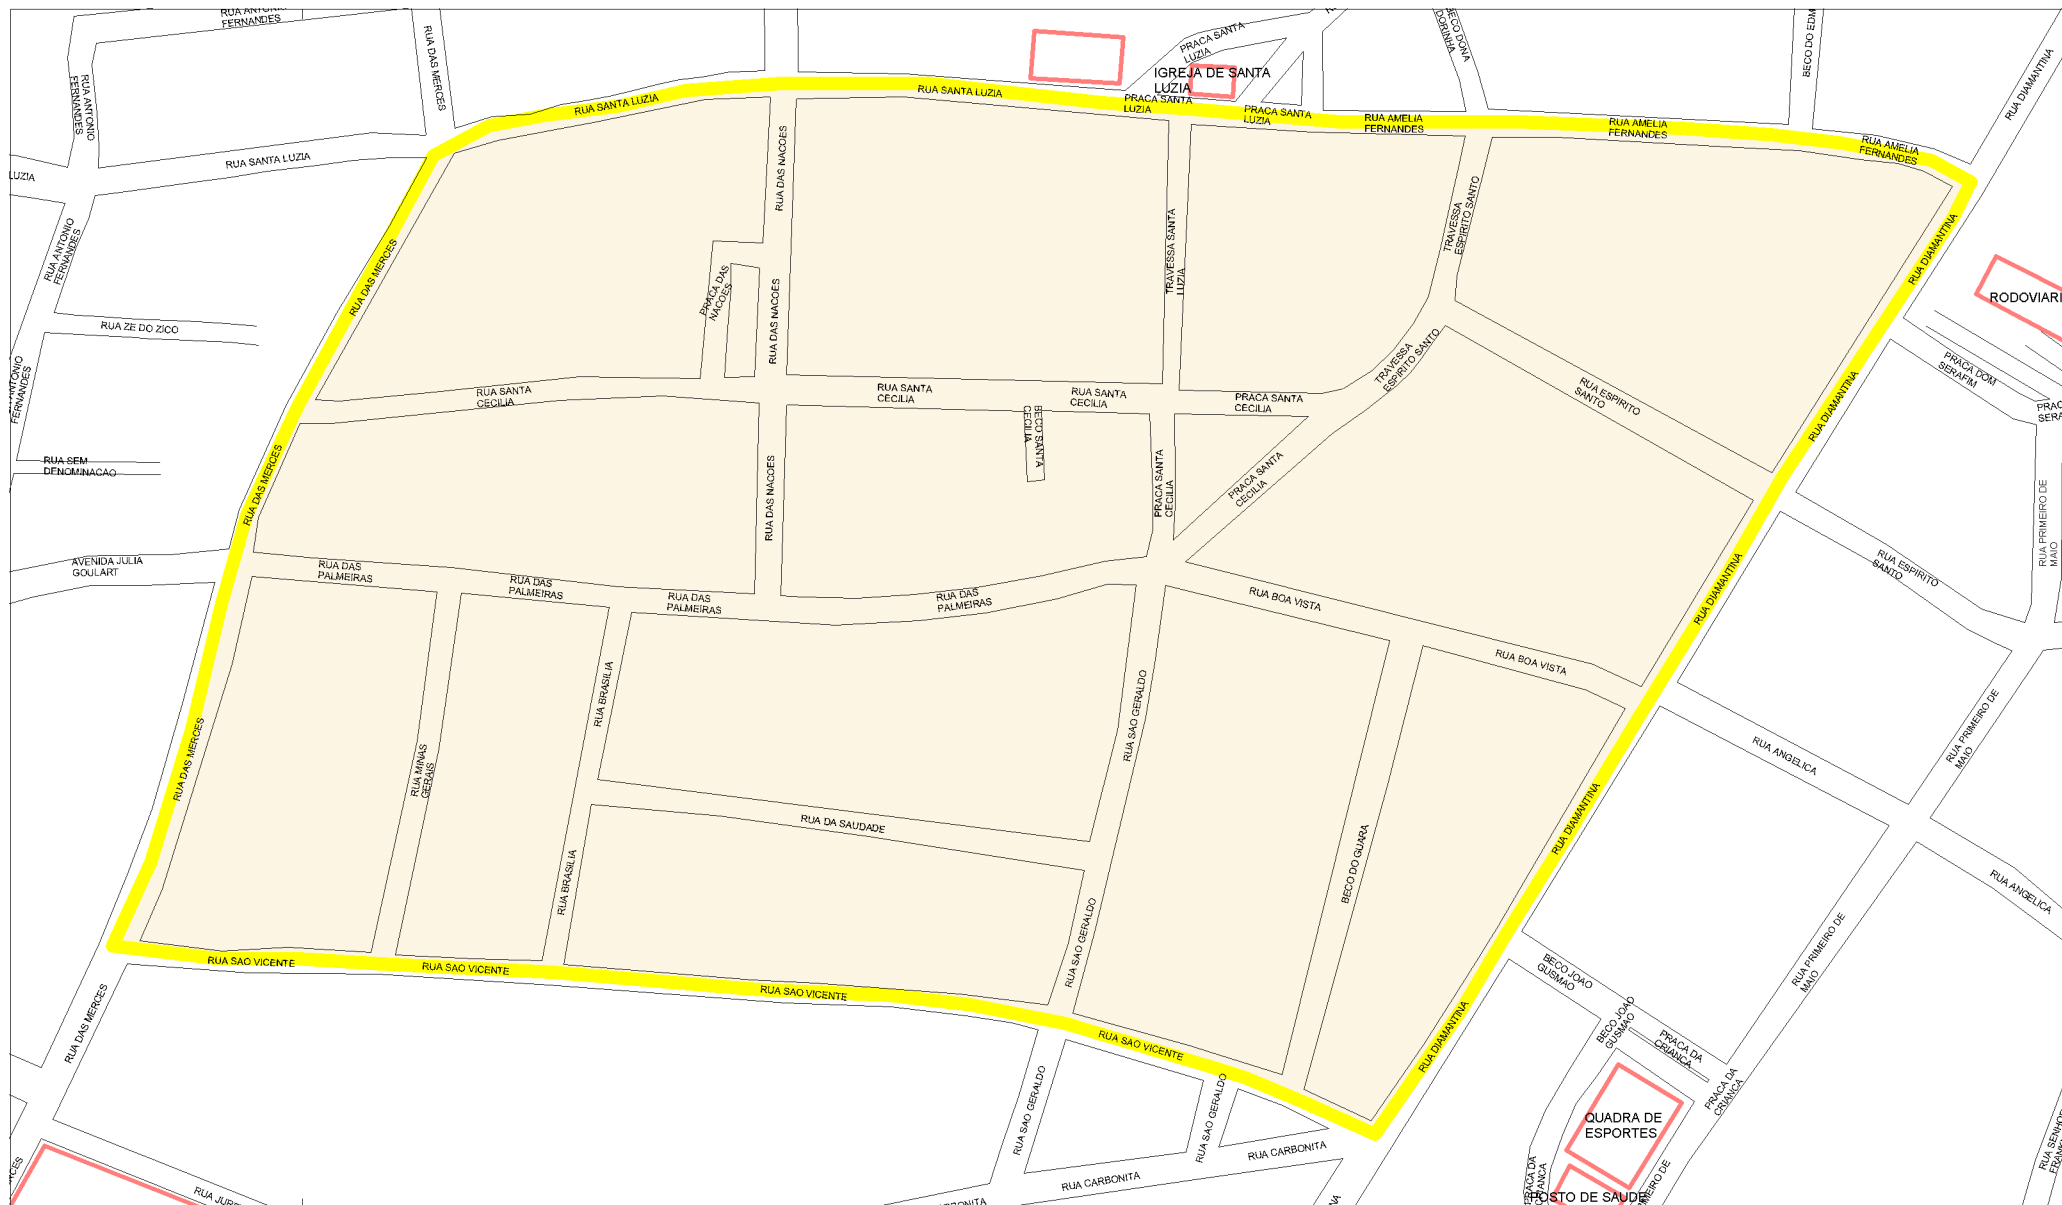 RUA ANTONIO
FERNANDES
RUA DAS MERCES
RUA ANTONIO
FERNANDES
RUA SANTA LUZIA
LUZIA
RUA ANTONIO
FERNANDES
RUA ZE DO ZICO
ANTONIO
FERNANDES
RUA SEM
DENOMINACAO
AVENIDA JULIA
GOULART
RUA SANTA LUZIA
RUA SANTA LUZIA
PRACA SANTA
LUZIA
IGREJA DE SANTA
LUZIA
PRACA SANTA
LUZIA
PRACA SANTA
LUZIA
BECO DONA
DORINHA
RUA AMELIA
FERNANDES
RUA AMELIA
FERNANDES
BECO DO EDM
RUA AMELIA
FERNANDES
RUA DIAMANTINA
RUA DIAMANTINA
RODOVIARI
PRACA DOM
SERAFIM
PRAC
SERA
RUA DAS MERCES
RUA DAS NACOES
PRACA DAS
NACOES
RUA DAS NACOES
TRAVESSA SANTA
LUZIA
TRAVESSA
ESPIRITO SANTO
TRAVESSA
ESPIRITO SANTO
RUA ESPIRITO
SANTO
RUA DIAMANTINA
RUA SANTA
CECILIA
RUA SANTA
CECILIA
RUA SANTA
CECILIA
PRACA SANTA
CECILIA
BECO SANTA
CECILIA
RUA DAS MERCES
RUA DAS NACOES
PRACA SANTA
CECILIA
PRACA SANTA
CECILIA
RUA PRIMEIRO DE
MAIO
RUA ESPIRITO
SANTO
RUA DIAMANTINA
RUA DAS
PALMEIRAS
RUA DAS
PALMEIRAS
RUA DAS
PALMEIRAS
RUA DAS
PALMEIRAS
RUA BOA VISTA
RUA BOA VISTA
RUA BRASILIA
RUA SAO GERALDO
RUA DAS MERCES
RUA MINAS
GERAIS
RUA PRIMEIRO DE
MAIO
RUA ANGELICA
RUA DA SAUDADE
RUA DIAMANTINA
RUA BRASILIA
BECO DO GUARA
RUA ANGELICA
RUA SAO GERALDO
RUA PRIMEIRO DE
MAIO
RUA SAO VICENTE
RUA SAO VICENTE
RUA SAO VICENTE
RUA SAO VICENTE
RUA DIAMANTINA
BECO JOAO
GUSMAO
BECO JOAO
GUSMAO
PRACA DA
CRIANCA
PRACA DA
CRIANCA
RUA DAS MERCES
RUA SAO GERALDO
RUA SAO GERALDO
RUA CARBONITA
RUA CARBONITA
QUADRA DE
ESPORTES
PRACA DA
CRIANCA
POSTO DE SAUDE